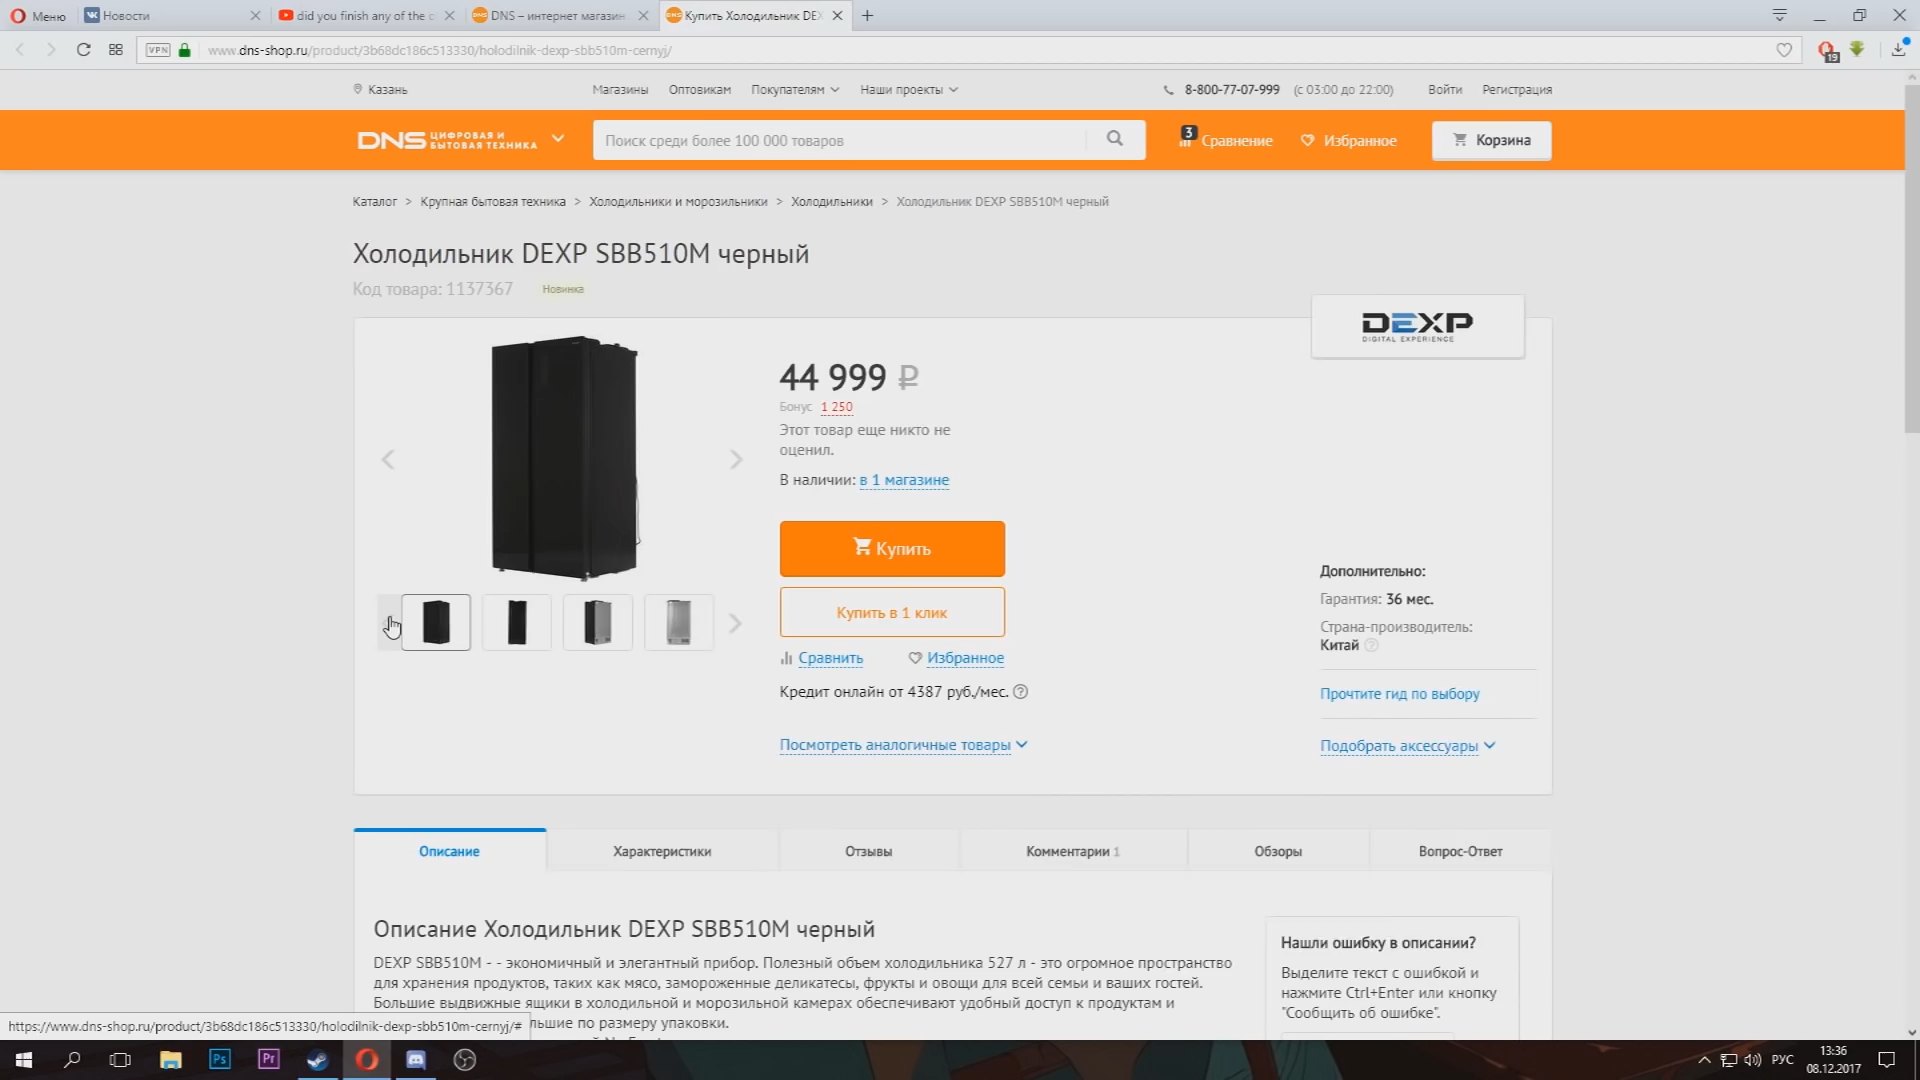 Меню
Новости
did you finish any of the c
DNS – интернет магазин
Купить Холодильник DEX
VPN
www.dns-shop.ru/product/3b68dc186c513330/holodilnik-dexp-sbb510m-cernyj/
19
Казань
Магазины
Оптовикам
Покупателям
Наши проекты
8-800-77-07-999
(с 03:00 до 22:00)
Войти
Регистрация
DNS ЦИФРОВАЯ И
БЫТОВАЯ ТЕХНИКА
Поиск среди более 100 000 товаров
3
Сравнение
Избранное
Корзина
Каталог > Крупная бытовая техника > Холодильники и морозильники > Холодильники > Холодильник DEXP SBB510M черный
Холодильник DEXP SBB510M черный
Код товара: 1137367
Новинка
DEXP
DIGITAL EXPERIENCE
44 999 ₽
Бонус 1 250
Этот товар еще никто не
оценил.
В наличии: в 1 магазине
Купить
Купить в 1 клик
Сравнить
Избранное
Кредит онлайн от 4387 руб./мес. ?
Посмотреть аналогичные товары
Дополнительно:
Гарантия: 36 мес.
Страна-производитель:
Китай ?
Прочтите гид по выбору
Подобрать аксессуары
Описание
Характеристики
Отзывы
Комментарии 1
Обзоры
Вопрос-Ответ
Описание Холодильник DEXP SBB510M черный
DEXP SBB510M - - экономичный и элегантный прибор. Полезный объем холодильника 527 л - это огромное пространство
для хранения продуктов, таких как мясо, замороженные деликатесы, фрукты и овощи для всей семьи и ваших гостей.
Большие выдвижные ящики в холодильной и морозильной камерах обеспечивают удобный доступ к продуктам и
льшие по размеру упаковки.
Нашли ошибку в описании?
Выделите текст с ошибкой и
нажмите Ctrl+Enter или кнопку
"Сообщить об ошибке".
https://www.dns-shop.ru/product/3b68dc186c513330/holodilnik-dexp-sbb510m-cernyj/#
Ps
Pr
РУС
13:36
08.12.2017